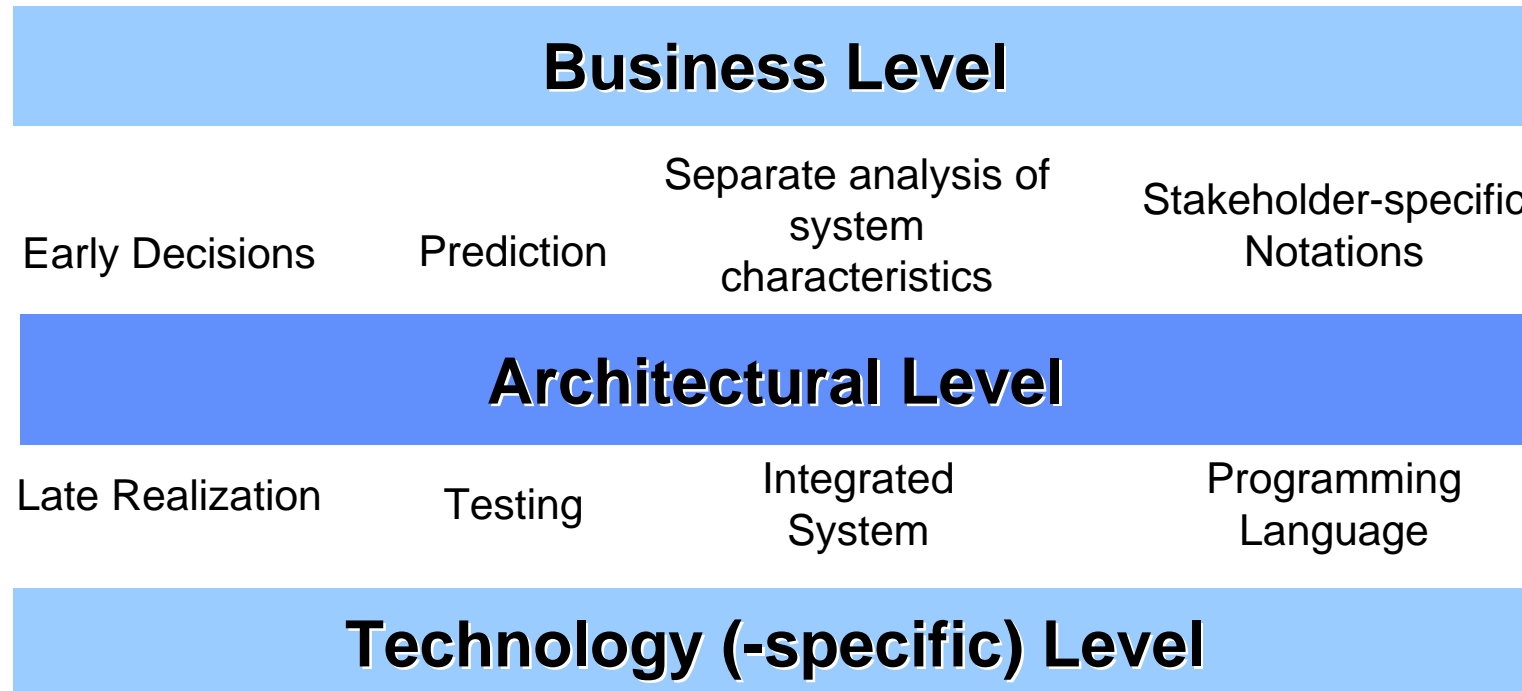 Business Level
Early Decisions
Prediction
Separate analysis of
system
characteristics
Stakeholder-specific
Notations
Architectural Level
Late Realization
Testing
Integrated
System
Programming
Language
Technology (-specific) Level